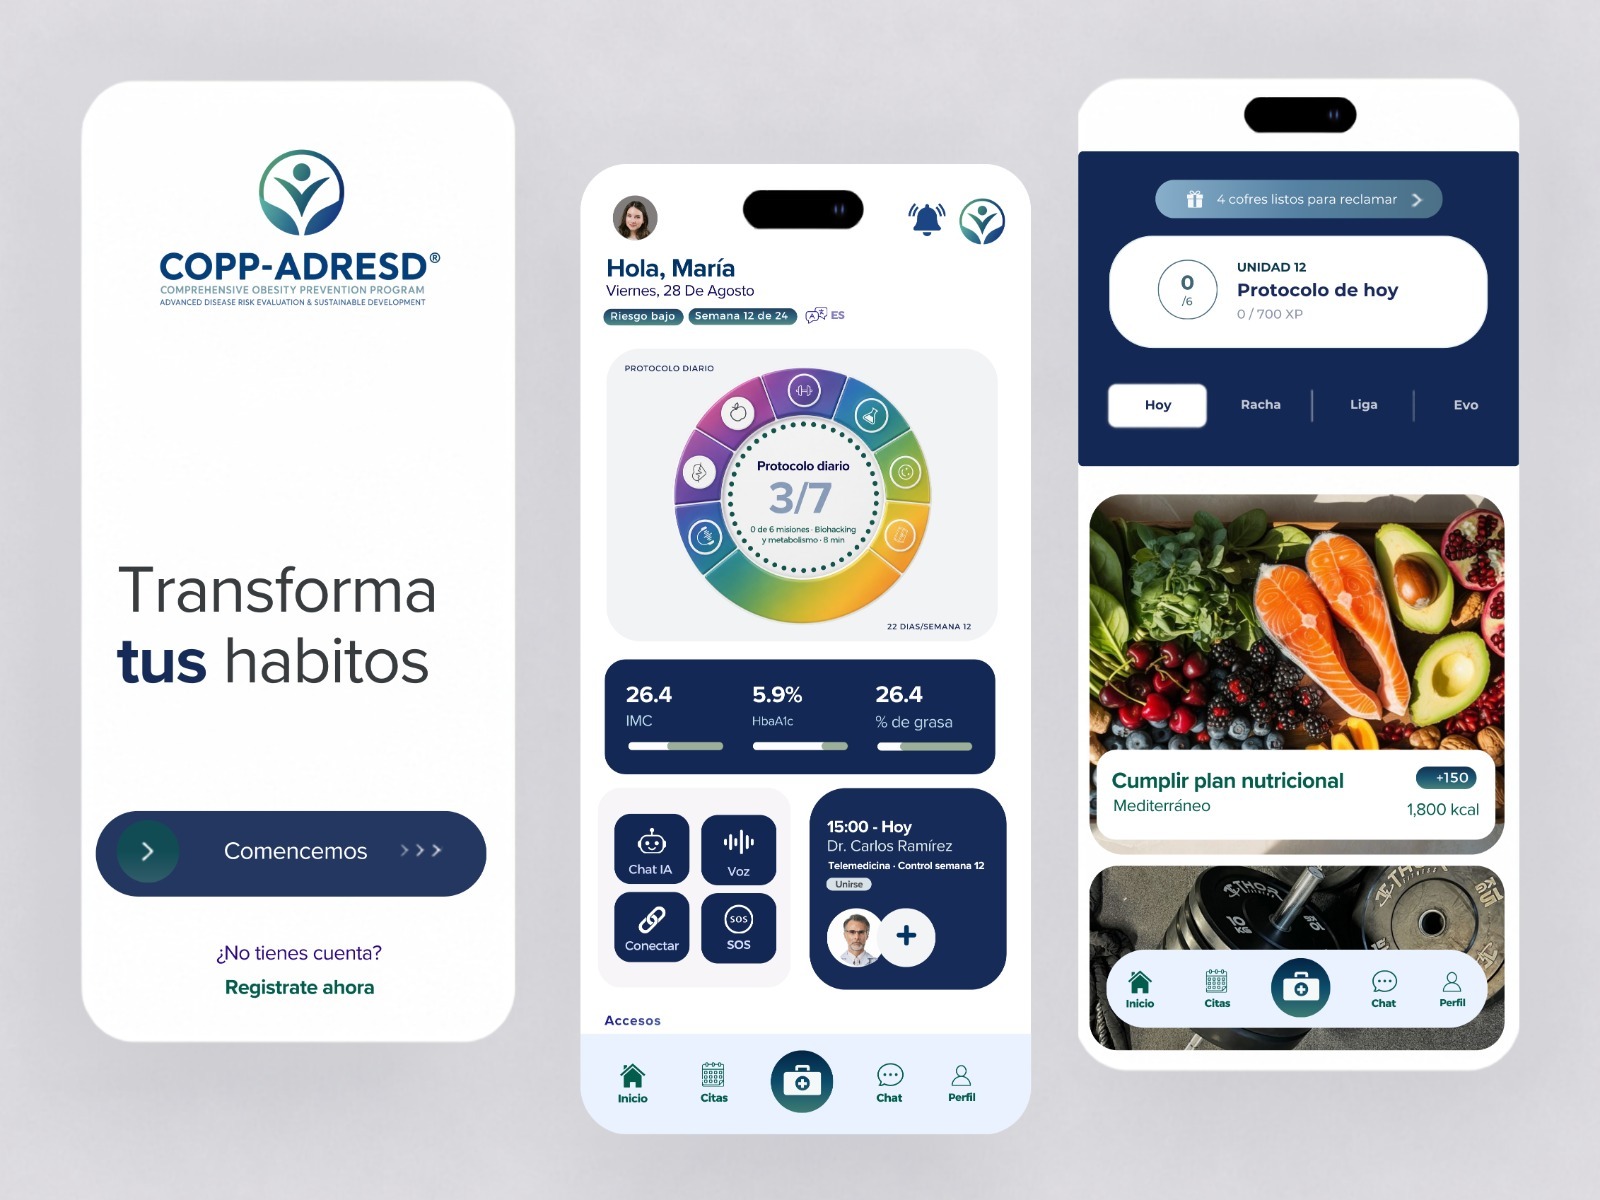 COPP-ADRESD®
COMPREHENSIVE OBESITY PREVENTION PROGRAM
ADVANCED DISEASE RISK EVALUATION & SUSTAINABLE DEVELOPMENT
Transforma
tus habitos
Comencemos
¿No tienes cuenta?
Registrate ahora
Hola, María
Viernes, 28 De Agosto
Riesgo bajo
Semana 12 de 24
ES
PROTOCOLO DIARIO
Protocolo diario
3/7
0 de 6 misiones · Biohacking
y metabolismo · 8 min
22 DIAS/SEMANA 12
26.4
IMC
5.9%
HbaA1c
26.4
% de grasa
Chat IA
Voz
Conectar
SOS
SOS
15:00 - Hoy
Dr. Carlos Ramírez
Telemedicina · Control semana 12
Unirse
Accesos
Inicio
Citas
Chat
Perfil
4 cofres listos para reclamar
0
/6
UNIDAD 12
Protocolo de hoy
0 / 700 XP
Hoy
Racha
Liga
Evo
Cumplir plan nutricional
+150
Mediterráneo
1,800 kcal
THOR
10
KG
THOR
Inicio
Citas
Chat
Perfil